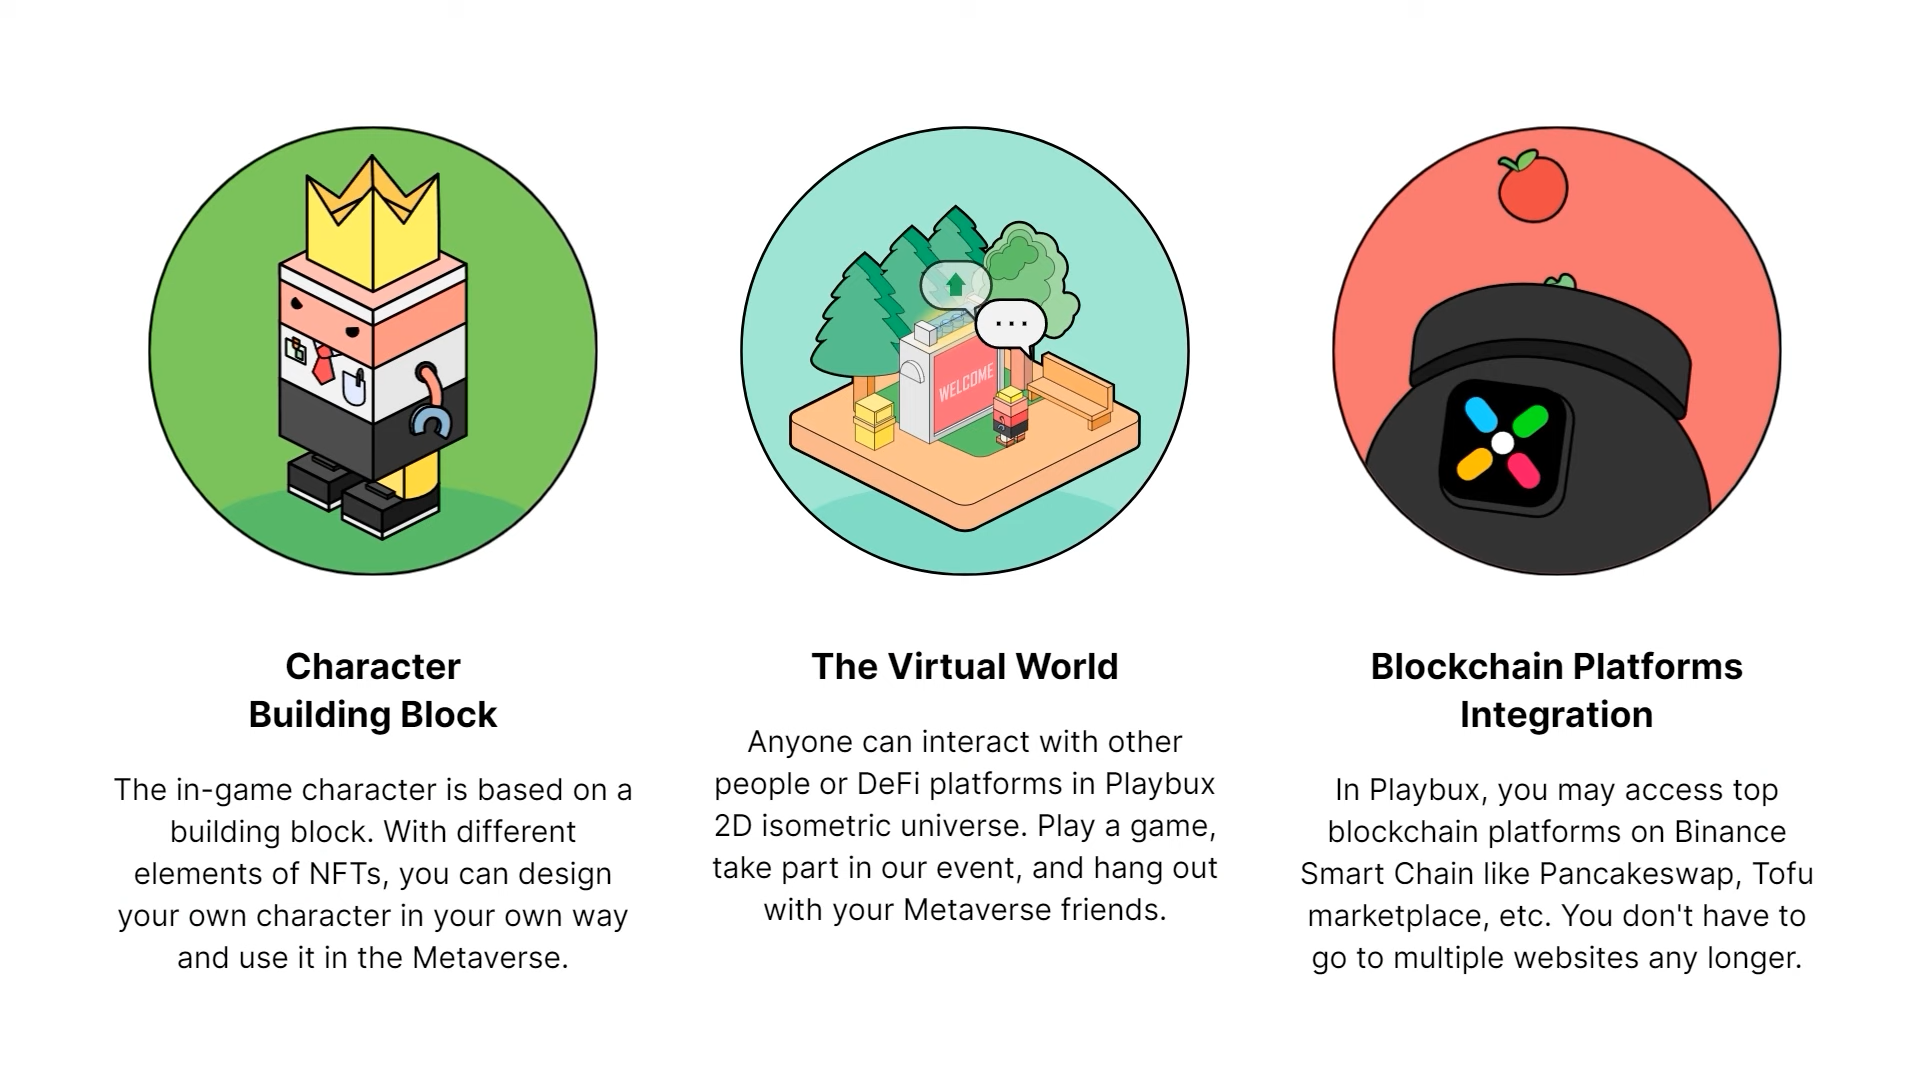 WELCOME
Character
Building Block
The in-game character is based on a
building block. With different
elements of NFTs, you can design
your own character in your own way
and use it in the Metaverse.
The Virtual World
Anyone can interact with other
people or DeFi platforms in Playbux
2D isometric universe. Play a game,
take part in our event, and hang out
with your Metaverse friends.
Blockchain Platforms
Integration
In Playbux, you may access top
blockchain platforms on Binance
Smart Chain like Pancakeswap, Tofu
marketplace, etc. You don't have to
go to multiple websites any longer.